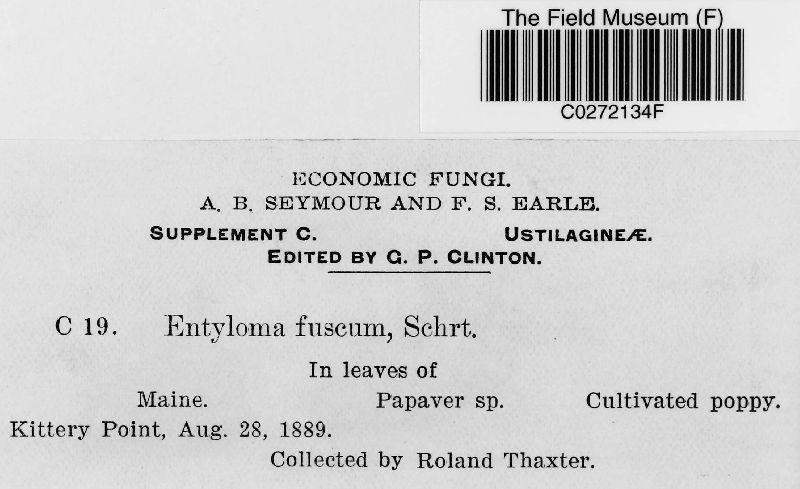 The Field Museum (F)
C0272134F
ECONOMIC FUNGI.
A. B. SEYMOUR AND F. S. EARLE.
SUPPLEMENT C. USTILAGINEÆ.
EDITED BY G. P. CLINTON.
C 19. Entyloma fuscum, Schrt.
In leaves of
Maine. Papaver sp. Cultivated poppy.
Kittery Point, Aug. 28, 1889.
Collected by Roland Thaxter.